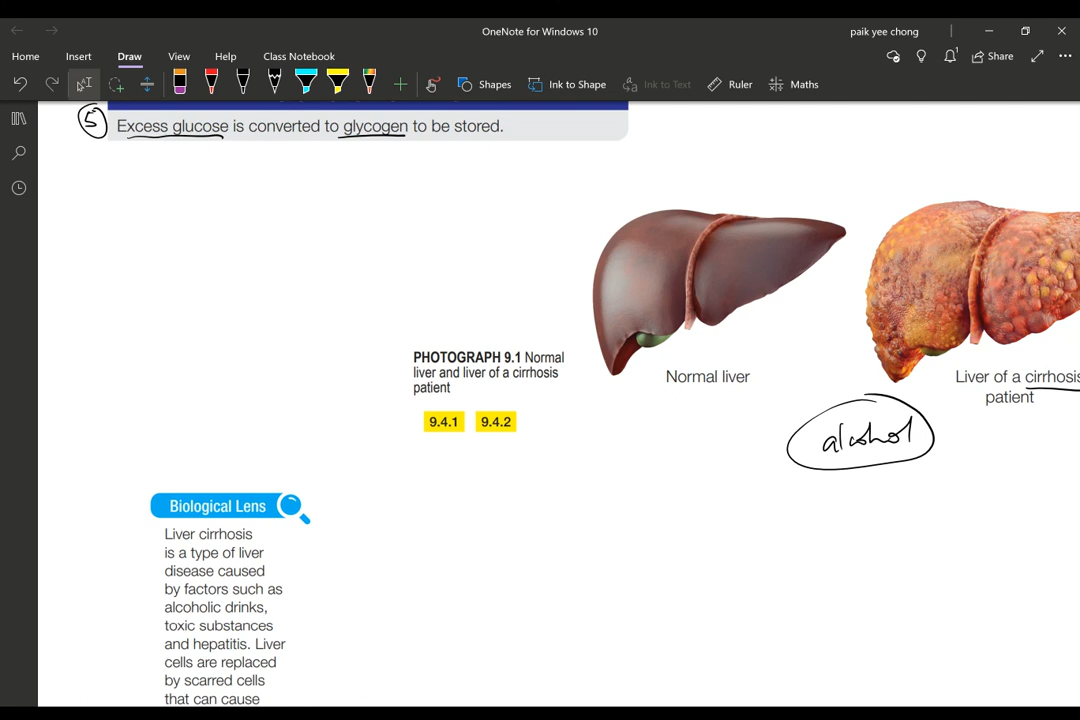 OneNote for Windows 10
paik yee chong
Home Insert Draw View Help Class Notebook
1
Share
Shapes Ink to Shape Ink to Text Ruler Maths
5 Excess glucose is converted to glycogen to be stored.
PHOTOGRAPH 9.1 Normal
liver and liver of a cirrhosis
patient
9.4.1 9.4.2
Normal liver
Liver of a cirrhosis
patient
alcohol
Biological Lens
Liver cirrhosis
is a type of liver
disease caused
by factors such as
alcoholic drinks,
toxic substances
and hepatitis. Liver
cells are replaced
by scarred cells
that can cause